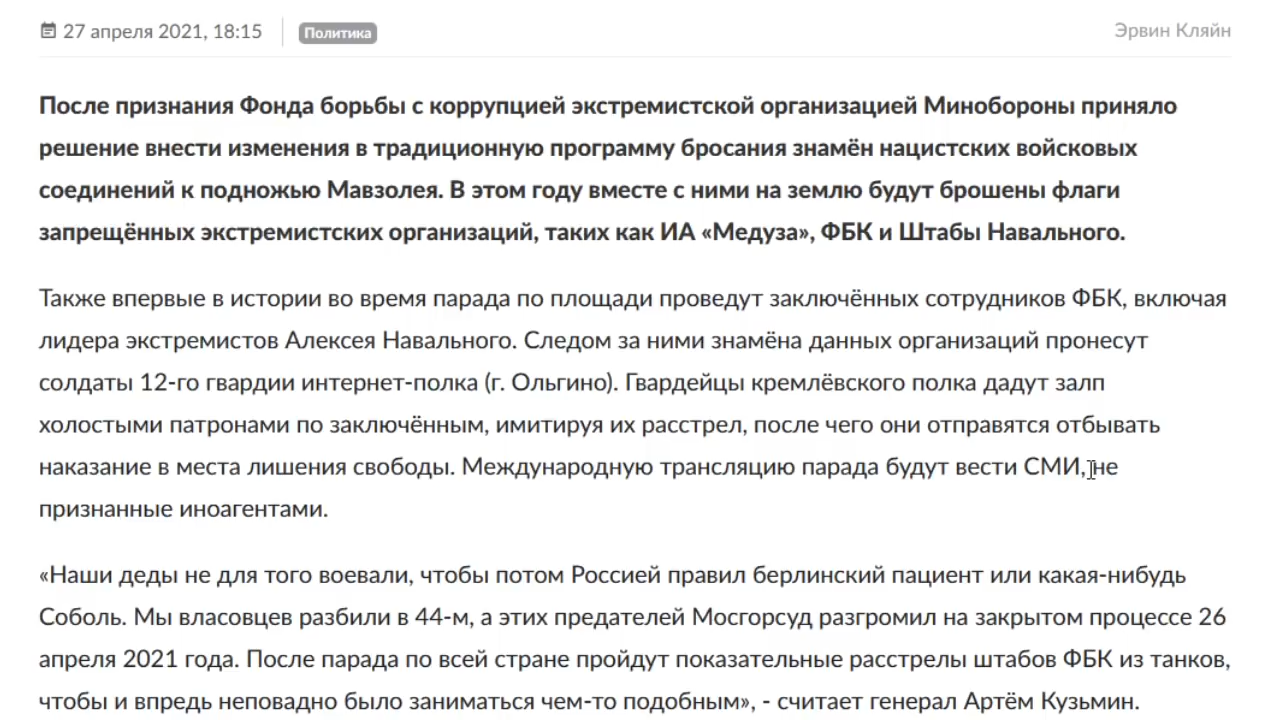 27 апреля 2021, 18:15 Политика Эрвин Кляйн
После признания Фонда борьбы с коррупцией экстремистской организацией Минобороны приняло
решение внести изменения в традиционную программу бросания знамён нацистских войсковых
соединений к подножью Мавзолея. В этом году вместе с ними на землю будут брошены флаги
запрещённых экстремистских организаций, таких как ИА «Медуза», ФБК и Штабы Навального.
Также впервые в истории во время парада по площади проведут заключённых сотрудников ФБК, включая
лидера экстремистов Алексея Навального. Следом за ними знамёна данных организаций пронесут
солдаты 12-го гвардии интернет-полка (г. Ольгино). Гвардейцы кремлёвского полка дадут залп
холостыми патронами по заключённым, имитируя их расстрел, после чего они отправятся отбывать
наказание в места лишения свободы. Международную трансляцию парада будут вести СМИ, не
признанные иноагентами.
«Наши деды не для того воевали, чтобы потом Россией правил берлинский пациент или какая-нибудь
Соболь. Мы власовцев разбили в 44-м, а этих предателей Мосгорсуд разгромил на закрытом процессе 26
апреля 2021 года. После парада по всей стране пройдут показательные расстрелы штабов ФБК из танков,
чтобы и впредь неповадно было заниматься чем-то подобным», - считает генерал Артём Кузьмин.